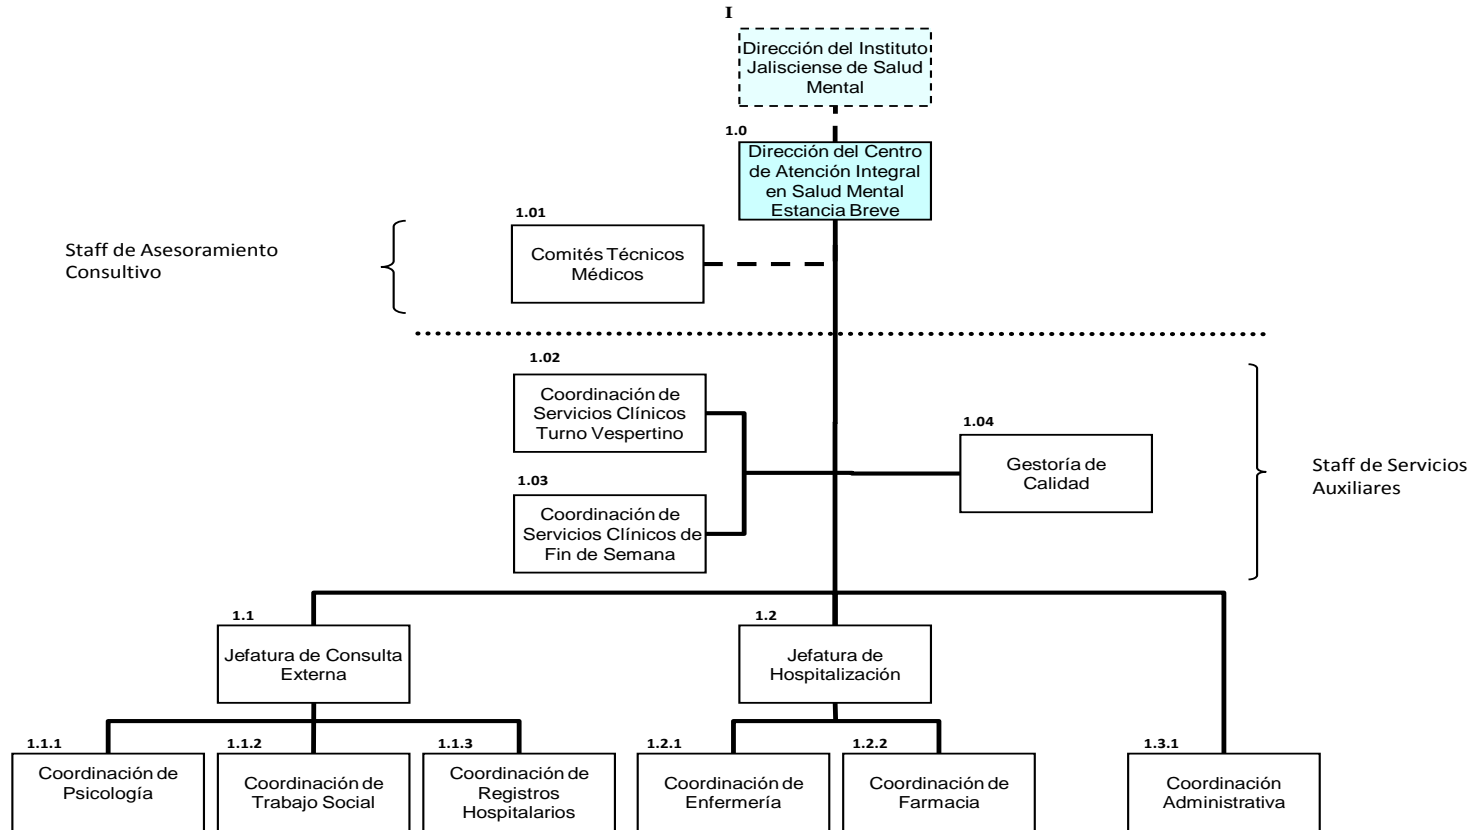 I
Dirección del Instituto
Jalisciense de Salud
Mental
1.0
Dirección del Centro
de Atención Integral
en Salud Mental
Estancia Breve
1.01
Comités Técnicos
Médicos
Staff de Asesoramiento
Consultivo
1.02
Coordinación de
Servicios Clínicos
Turno Vespertino
1.03
Coordinación de
Servicios Clínicos de
Fin de Semana
1.04
Gestoría de
Calidad
Staff de Servicios
Auxiliares
1.1
Jefatura de Consulta
Externa
1.2
Jefatura de
Hospitalización
1.1.1
Coordinación de
Psicología
1.1.2
Coordinación de
Trabajo Social
1.1.3
Coordinación de
Registros
Hospitalarios
1.2.1
Coordinación de
Enfermería
1.2.2
Coordinación de
Farmacia
1.3.1
Coordinación
Administrativa